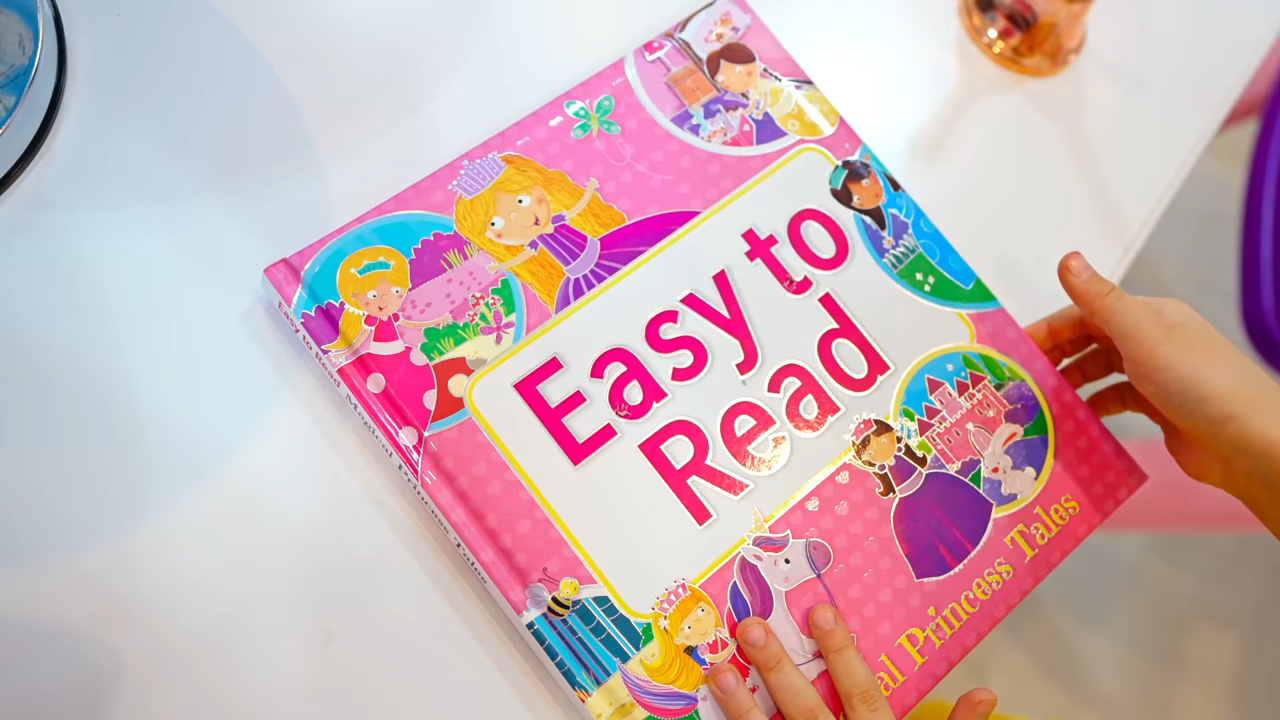 Easy to
Read
al Princess Tales
Easy to Read Magical Princess Tales